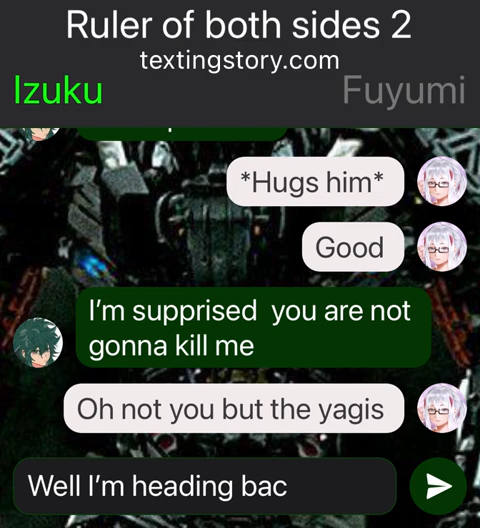 Ruler of both sides 2
textingstory.com
Izuku
Fuyumi
*Hugs him*
Good
I'm supprised  you are not
gonna kill me
Oh not you but the yagis
Well I'm heading bac